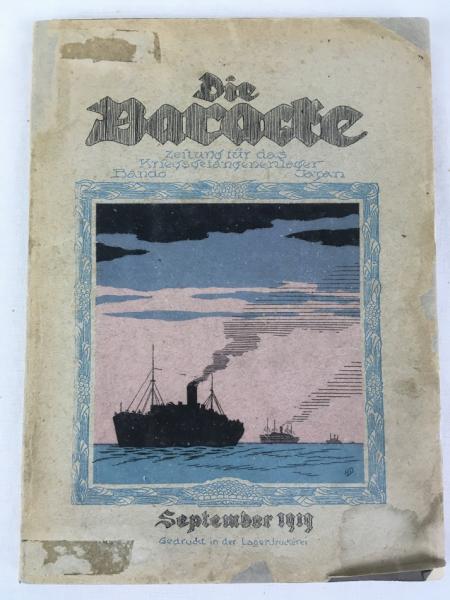 Die
Baracke
Zeitung für das
Kriegsgefangenenlager
Bando Japan
September 1919
Gedruckt in der Lagerdruckerei